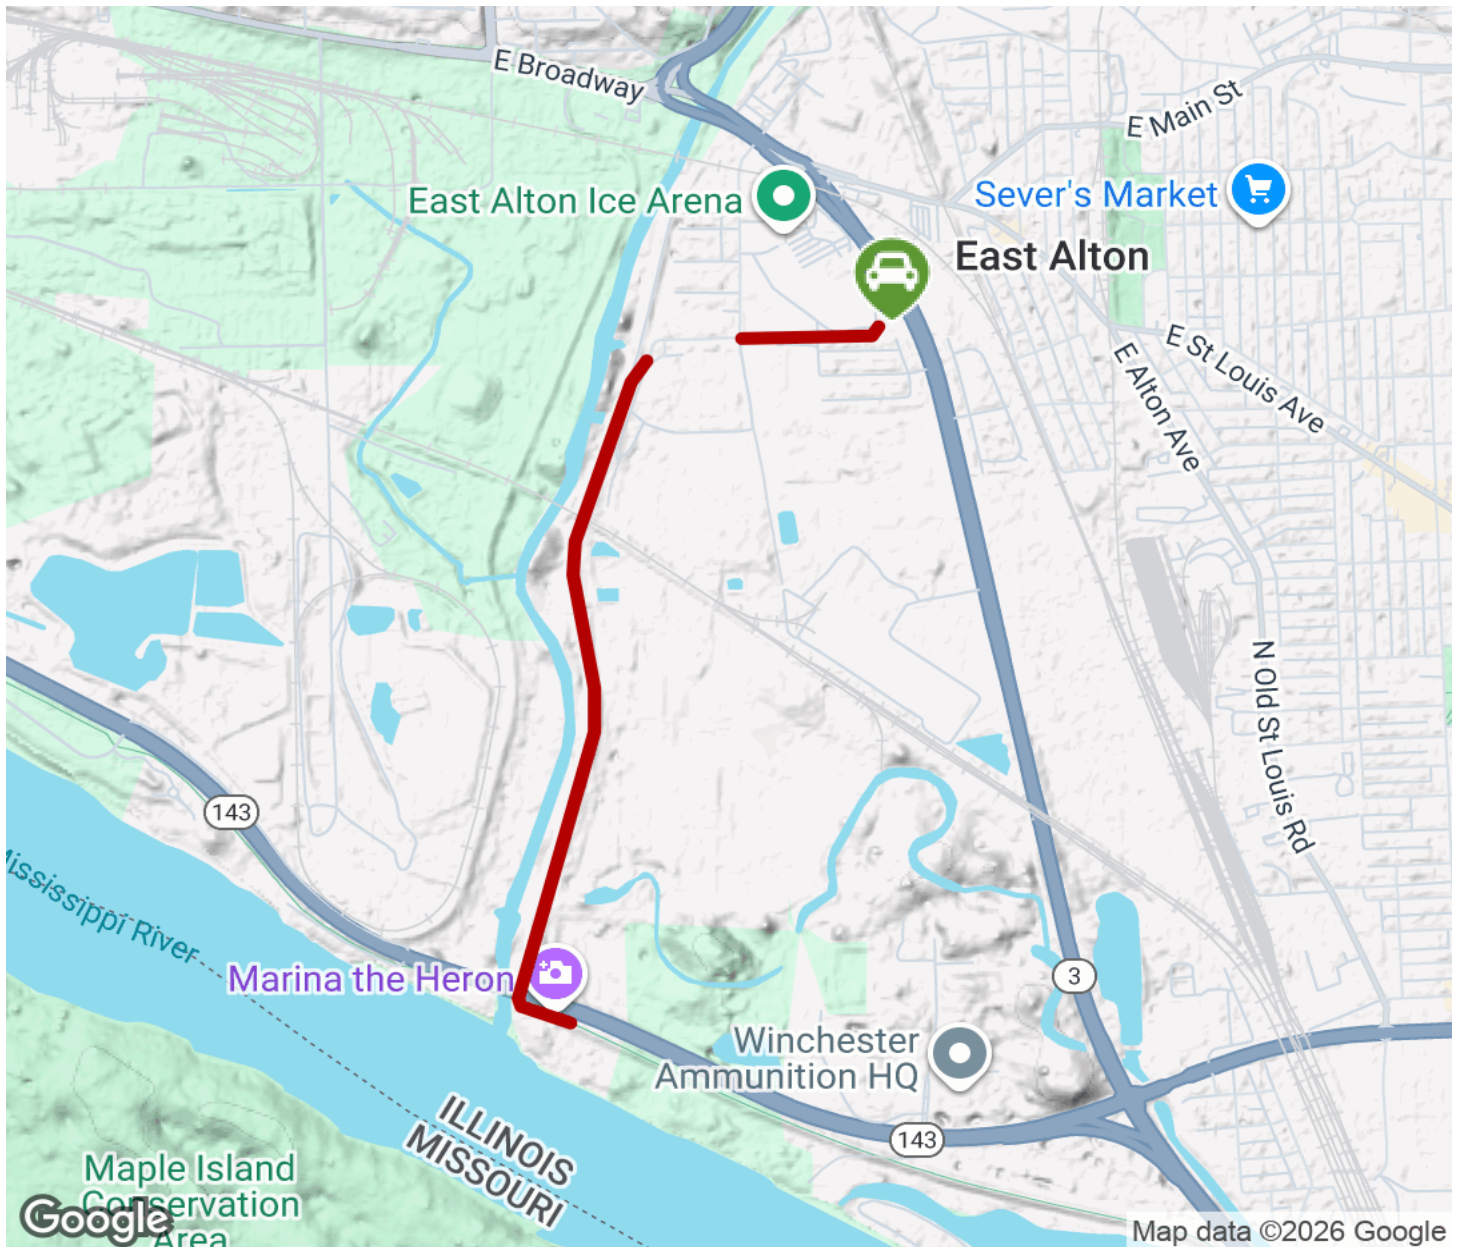 E Broadway
E Main St
East Alton Ice Arena
Sever's Market
East Alton
E St Louis Ave
E Alton Ave
N Old St Louis Rd
143
Mississippi River
Marina the Heron
3
Winchester
Ammunition HQ
143
ILLINOIS
MISSOURI
Maple Island
Conservation
Area
Google
Map data ©2026 Google